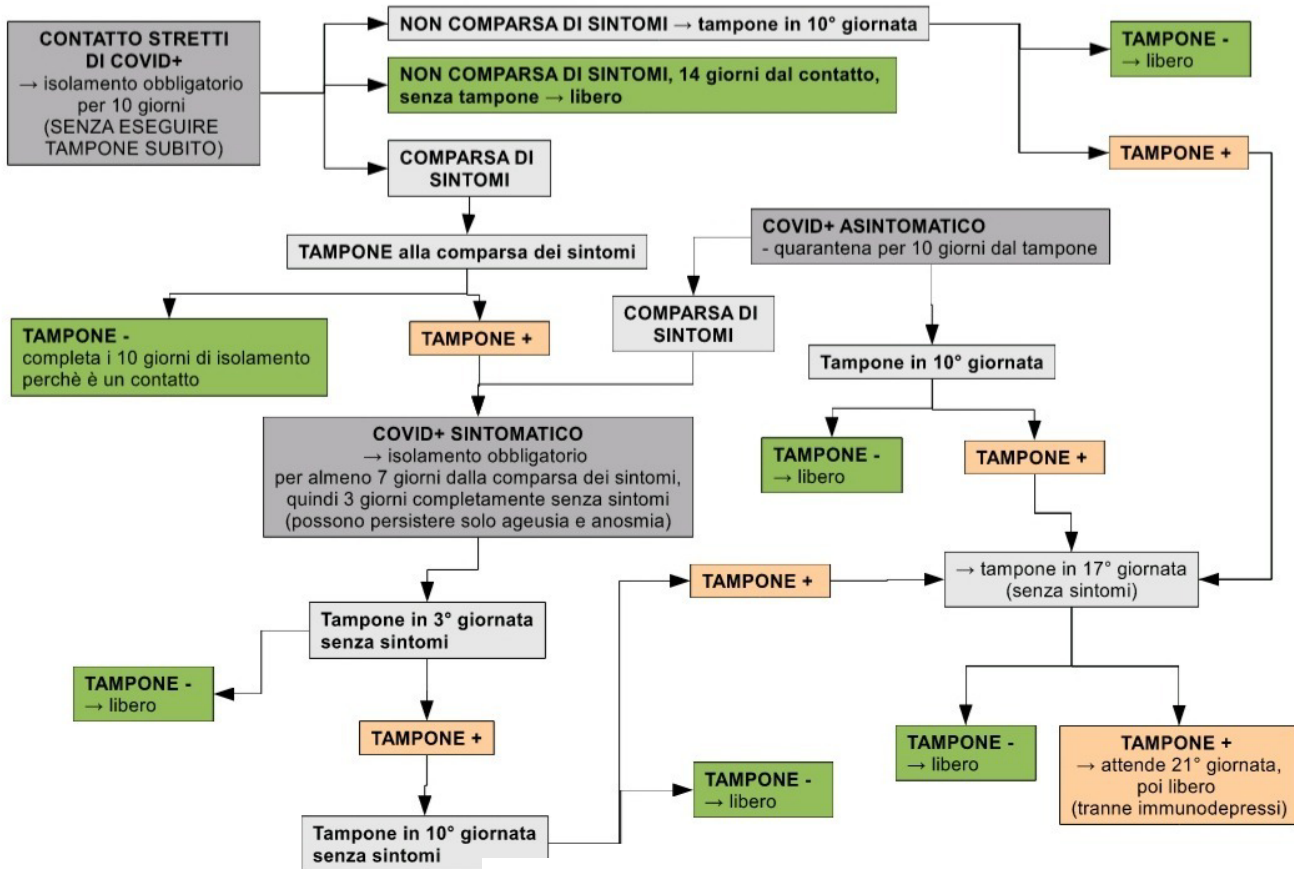 CONTATTO STRETTI
DI COVID+
→ isolamento obbligatorio
per 10 giorni
(SENZA ESEGUIRE
TAMPONE SUBITO)
NON COMPARSA DI SINTOMI → tampone in 10° giornata
NON COMPARSA DI SINTOMI, 14 giorni dal contatto,
senza tampone → libero
TAMPONE -
→ libero
TAMPONE +
COMPARSA DI
SINTOMI
TAMPONE alla comparsa dei sintomi
COVID+ ASINTOMATICO
- quarantena per 10 giorni dal tampone
TAMPONE -
completa i 10 giorni di isolamento
perchè è un contatto
TAMPONE +
COMPARSA DI
SINTOMI
Tampone in 10° giornata
COVID+ SINTOMATICO
→ isolamento obbligatorio
per almeno 7 giorni dalla comparsa dei sintomi,
quindi 3 giorni completamente senza sintomi
(possono persistere solo ageusia e anosmia)
TAMPONE -
→ libero
TAMPONE +
Tampone in 3° giornata
senza sintomi
TAMPONE +
→ tampone in 17° giornata
(senza sintomi)
TAMPONE -
→ libero
TAMPONE +
TAMPONE -
→ libero
TAMPONE -
→ libero
TAMPONE +
→ attende 21° giornata,
poi libero
(tranne immunodepressi)
Tampone in 10° giornata
senza sintomi